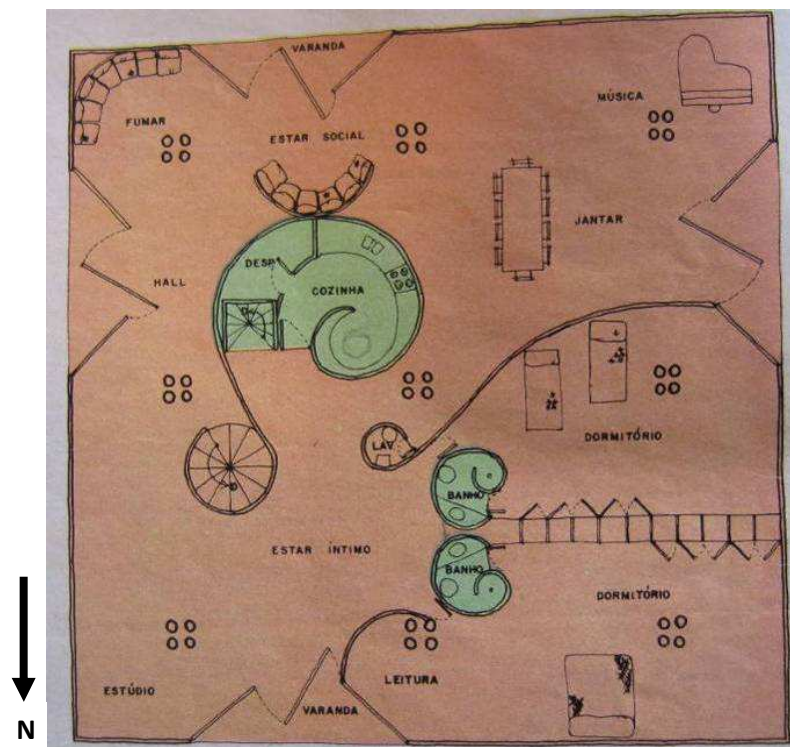 VARANDA
MÚSICA
FUMAR
ESTAR SOCIAL
JANTAR
DESP.
HALL
COZINHA
LAV.
DORMITÓRIO
BANHO
ESTAR ÍNTIMO
BANHO
DORMITÓRIO
LEITURA
ESTÚDIO
VARANDA
N